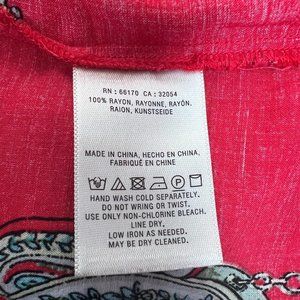 RN: 66170 CA: 32054
100% RAYON, RAYONNE, RAYÓN,
RAION, KUNSTSEIDE
MADE IN CHINA, HECHO EN CHINA,
FABRIQUÉ EN CHINE
HAND WASH COLD SEPARATELY.
DO NOT WRING OR TWIST.
USE ONLY NON-CHLORINE BLEACH.
LINE DRY.
LOW IRON AS NEEDED.
MAY BE DRY CLEANED.